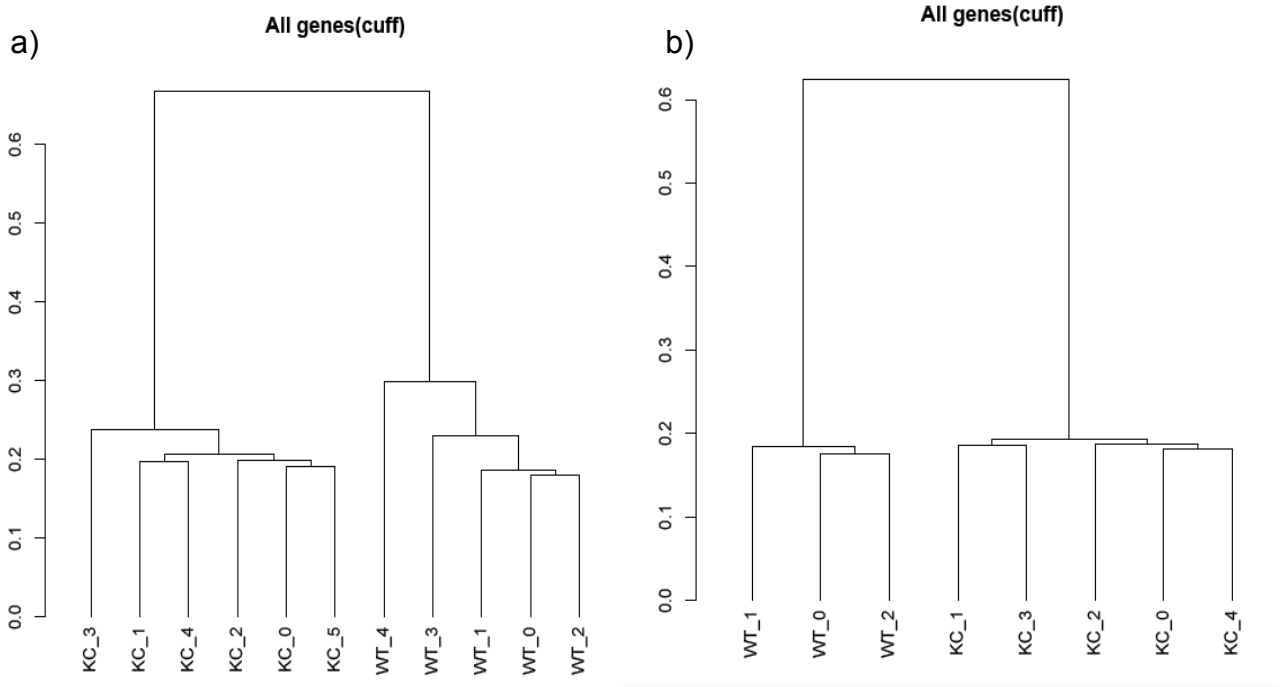 a)
All genes(cuff)
0.6
0.5
0.4
0.3
0.2
0.1
0.0
KC_3
KC_1
KC_4
KC_2
KC_0
KC_5
WT_4
WT_3
WT_1
WT_0
WT_2
b)
All genes(cuff)
0.6
0.5
0.4
0.3
0.2
0.1
0.0
WT_1
WT_0
WT_2
KC_1
KC_3
KC_2
KC_0
KC_4